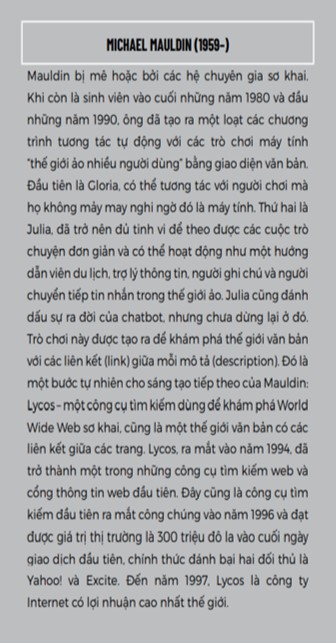 MICHAEL MAULDIN (1959-)
Mauldin bị mê hoặc bởi các hệ chuyên gia sơ khai.
Khi còn là sinh viên vào cuối những năm 1980 và đầu
những năm 1990, ông đã tạo ra một loạt các chương
trình tương tác tự động với các trò chơi máy tính
"thế giới ảo nhiều người dùng" bằng giao diện văn bản.
Đầu tiên là Gloria, có thể tương tác với người chơi mà
họ không mảy may nghi ngờ đó là máy tính. Thứ hai là
Julia, đã trở nên đủ tinh vi để theo được các cuộc trò
chuyện đơn giản và có thể hoạt động như một hướng
dẫn viên du lịch, trợ lý thông tin, người ghi chú và người
chuyển tiếp tin nhắn trong thế giới ảo. Julia cũng đánh
dấu sự ra đời của chatbot, nhưng chưa dừng lại ở đó.
Trò chơi này được tạo ra để khám phá thế giới văn bản
với các liên kết (link) giữa mỗi mô tả (description). Đó là
một bước tự nhiên cho sáng tạo tiếp theo của Mauldin:
Lycos – một công cụ tìm kiếm dùng để khám phá World
Wide Web sơ khai, cũng là một thế giới văn bản có các
liên kết giữa các trang. Lycos, ra mắt vào năm 1994, đã
trở thành một trong những công cụ tìm kiếm web và
cổng thông tin web đầu tiên. Đây cũng là công cụ tìm
kiếm đầu tiên ra mắt công chúng vào năm 1996 và đạt
được giá trị thị trường là 300 triệu đô la vào cuối ngày
giao dịch đầu tiên, chính thức đánh bại hai đối thủ là
Yahoo! và Excite. Đến năm 1997, Lycos là công ty
Internet có lợi nhuận cao nhất thế giới.